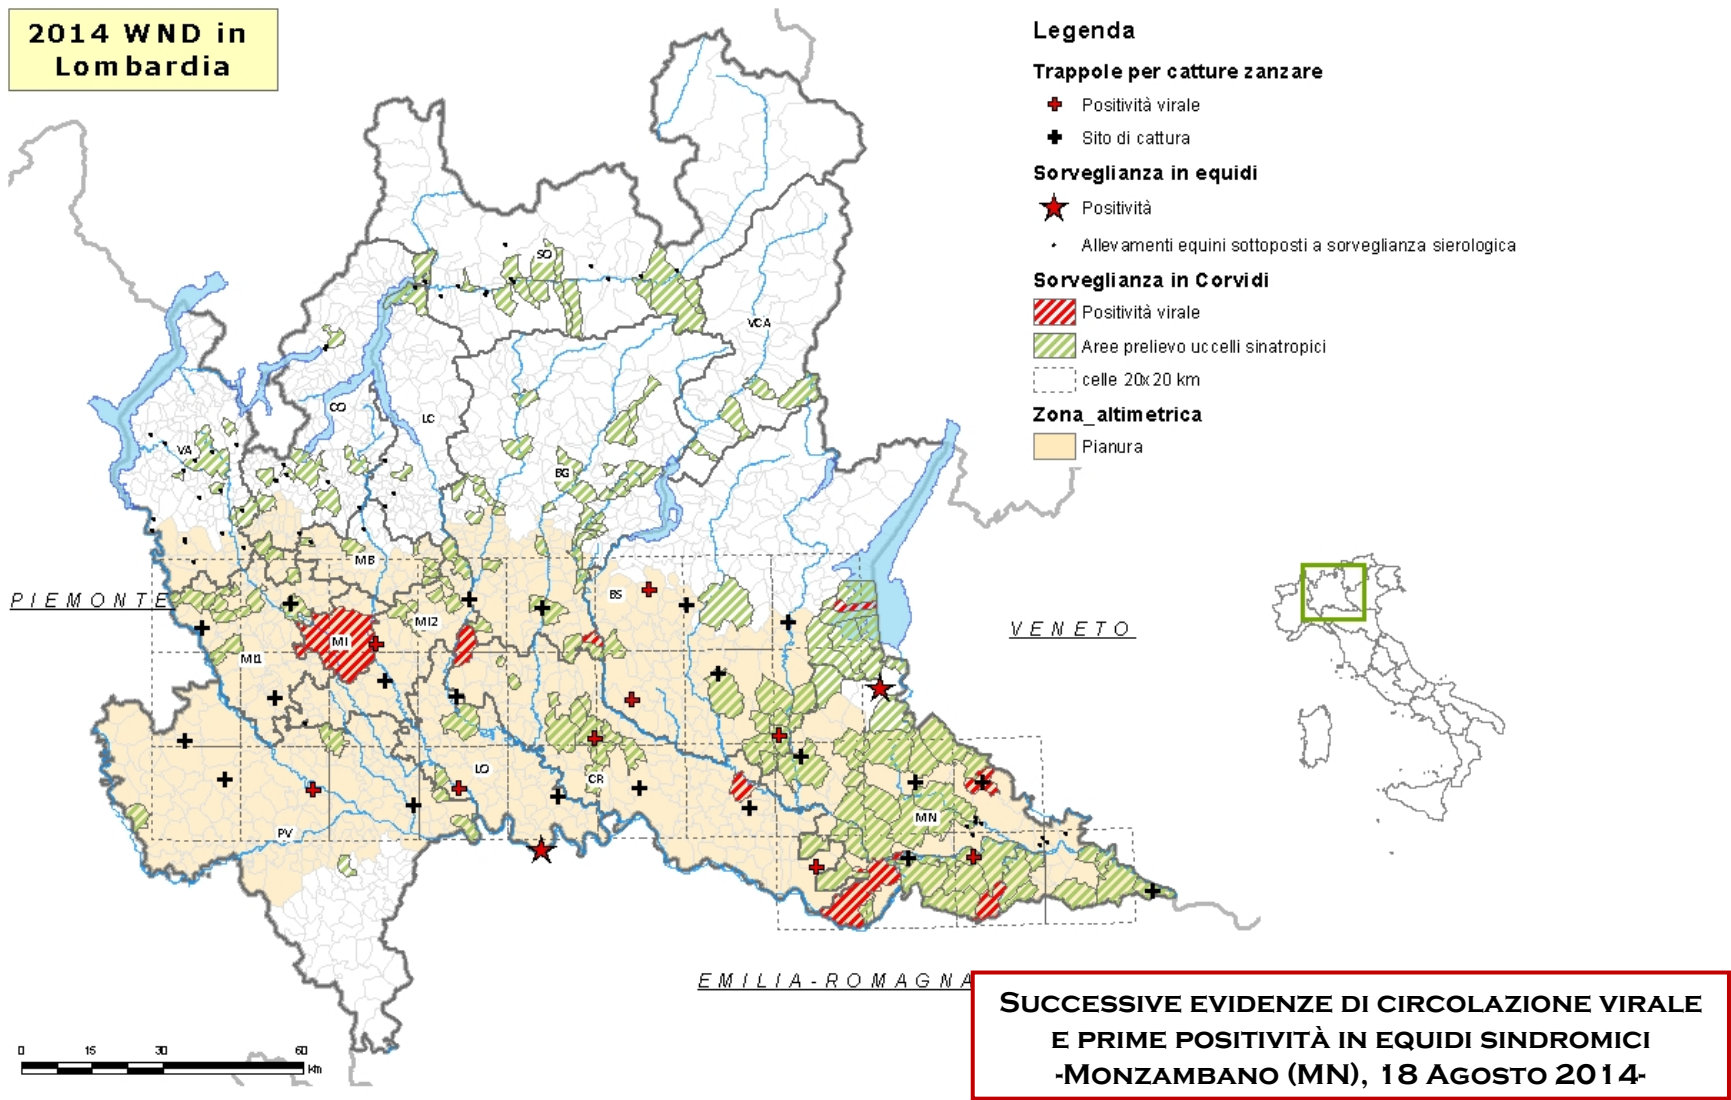 2014 WND in
Lombardia
Legenda
Trappole per catture zanzare
Positività virale
Sito di cattura
Sorveglianza in equidi
Positività
Allevamenti equini sottoposti a sorveglianza sierologica
Sorveglianza in Corvidi
Positività virale
Aree prelievo uccelli sinatropici
celle 20x20 km
Zona_altimetrica
Pianura
SO
VCA
CO
LC
VA
BG
MB
BS
PIEMONTE
MI2
MI
MI1
VENETO
LO
CR
MN
PV
EMILIA-ROMAGNA
0 15 30 60
km
SUCCESSIVE EVIDENZE DI CIRCOLAZIONE VIRALE
E PRIME POSITIVITÀ IN EQUIDI SINDROMICI
-MONZAMBANO (MN), 18 AGOSTO 2014-